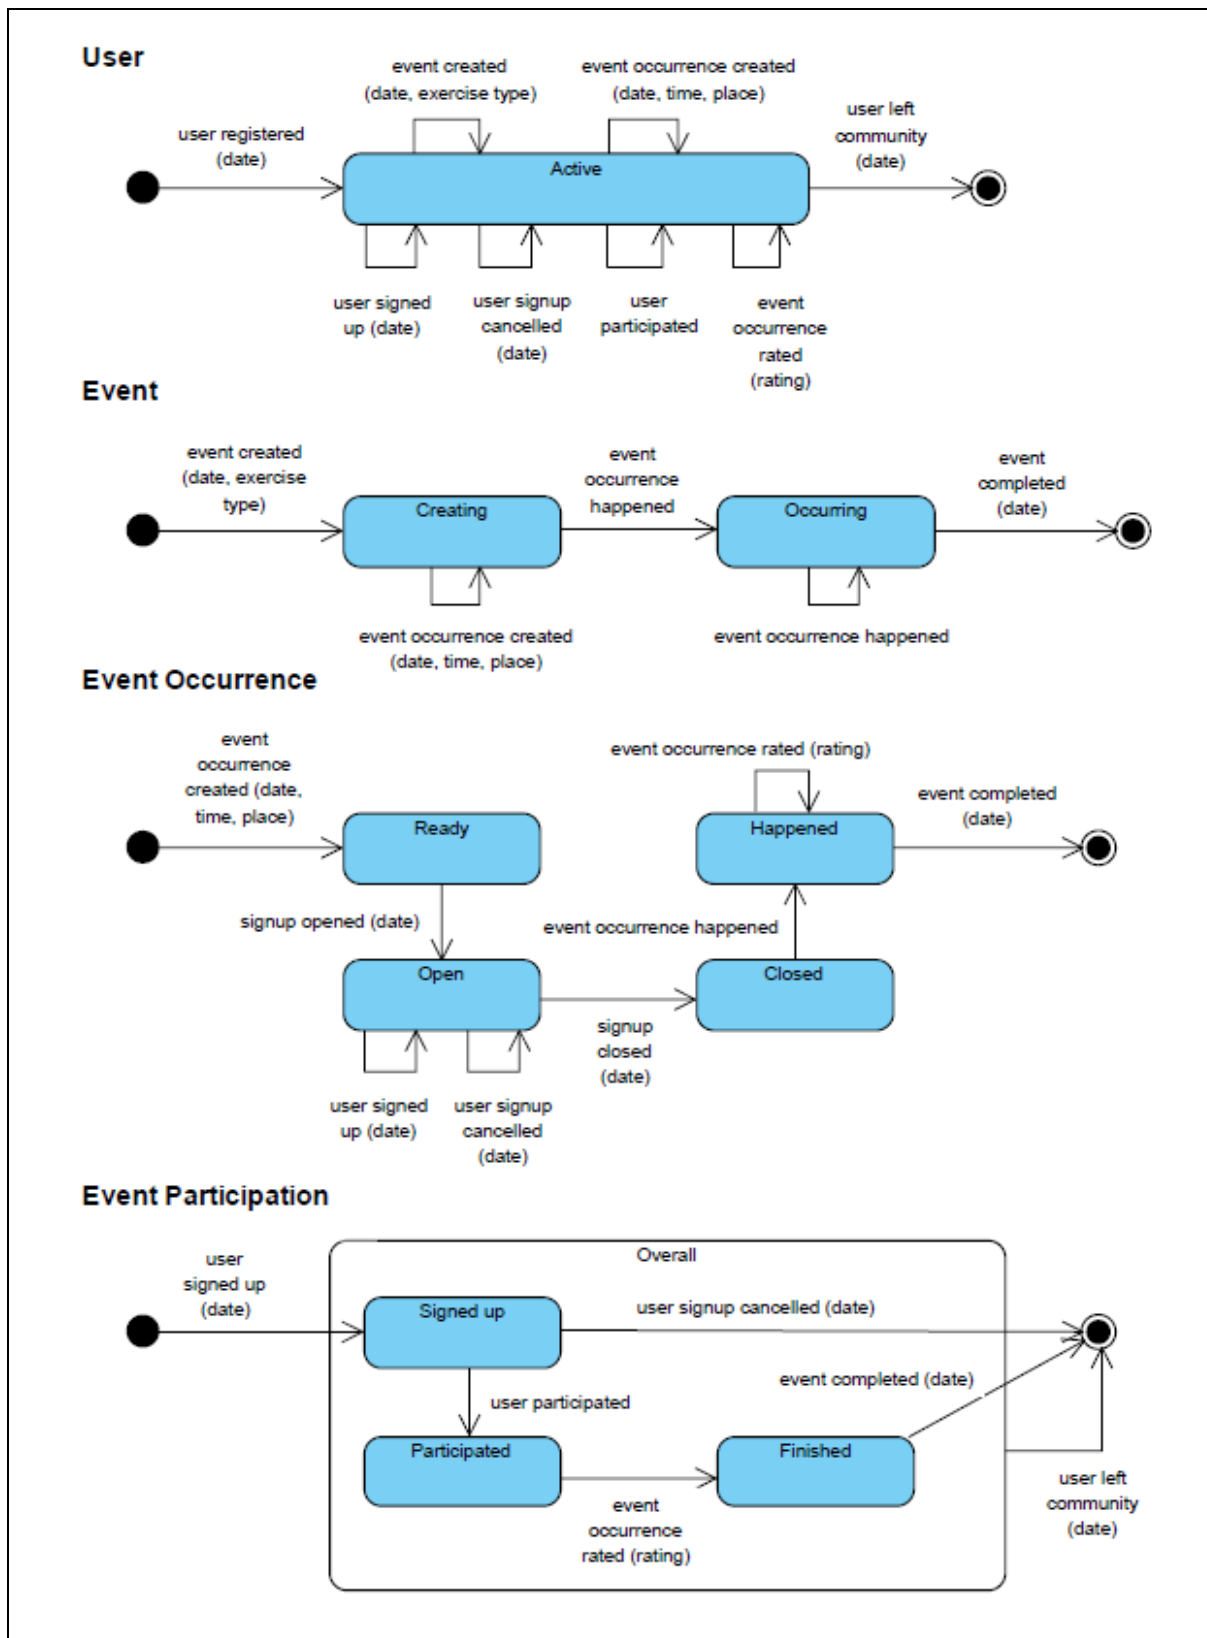 User
event created
(date, exercise type)
event occurrence created
(date, time, place)
user left
community
(date)
user registered
(date)
Active
user signed
up (date)
user signup
cancelled
(date)
user
participated
event
occurrence
rated
(rating)
Event
event created
(date, exercise
type)
event
occurrence
happened
event
completed
(date)
Creating
Occurring
event occurrence created
(date, time, place)
event occurrence happened
Event Occurrence
event
occurrence
created (date,
time, place)
event occurrence rated (rating)
event completed
(date)
Ready
Happened
signup opened (date)
event occurrence happened
Open
Closed
signup
closed
(date)
user signed
up (date)
user signup
cancelled
(date)
Event Participation
user
signed up
(date)
Overall
Signed up
user signup cancelled (date)
event completed (date)
user participated
Participated
Finished
event
occurrence
rated (rating)
user left
community
(date)